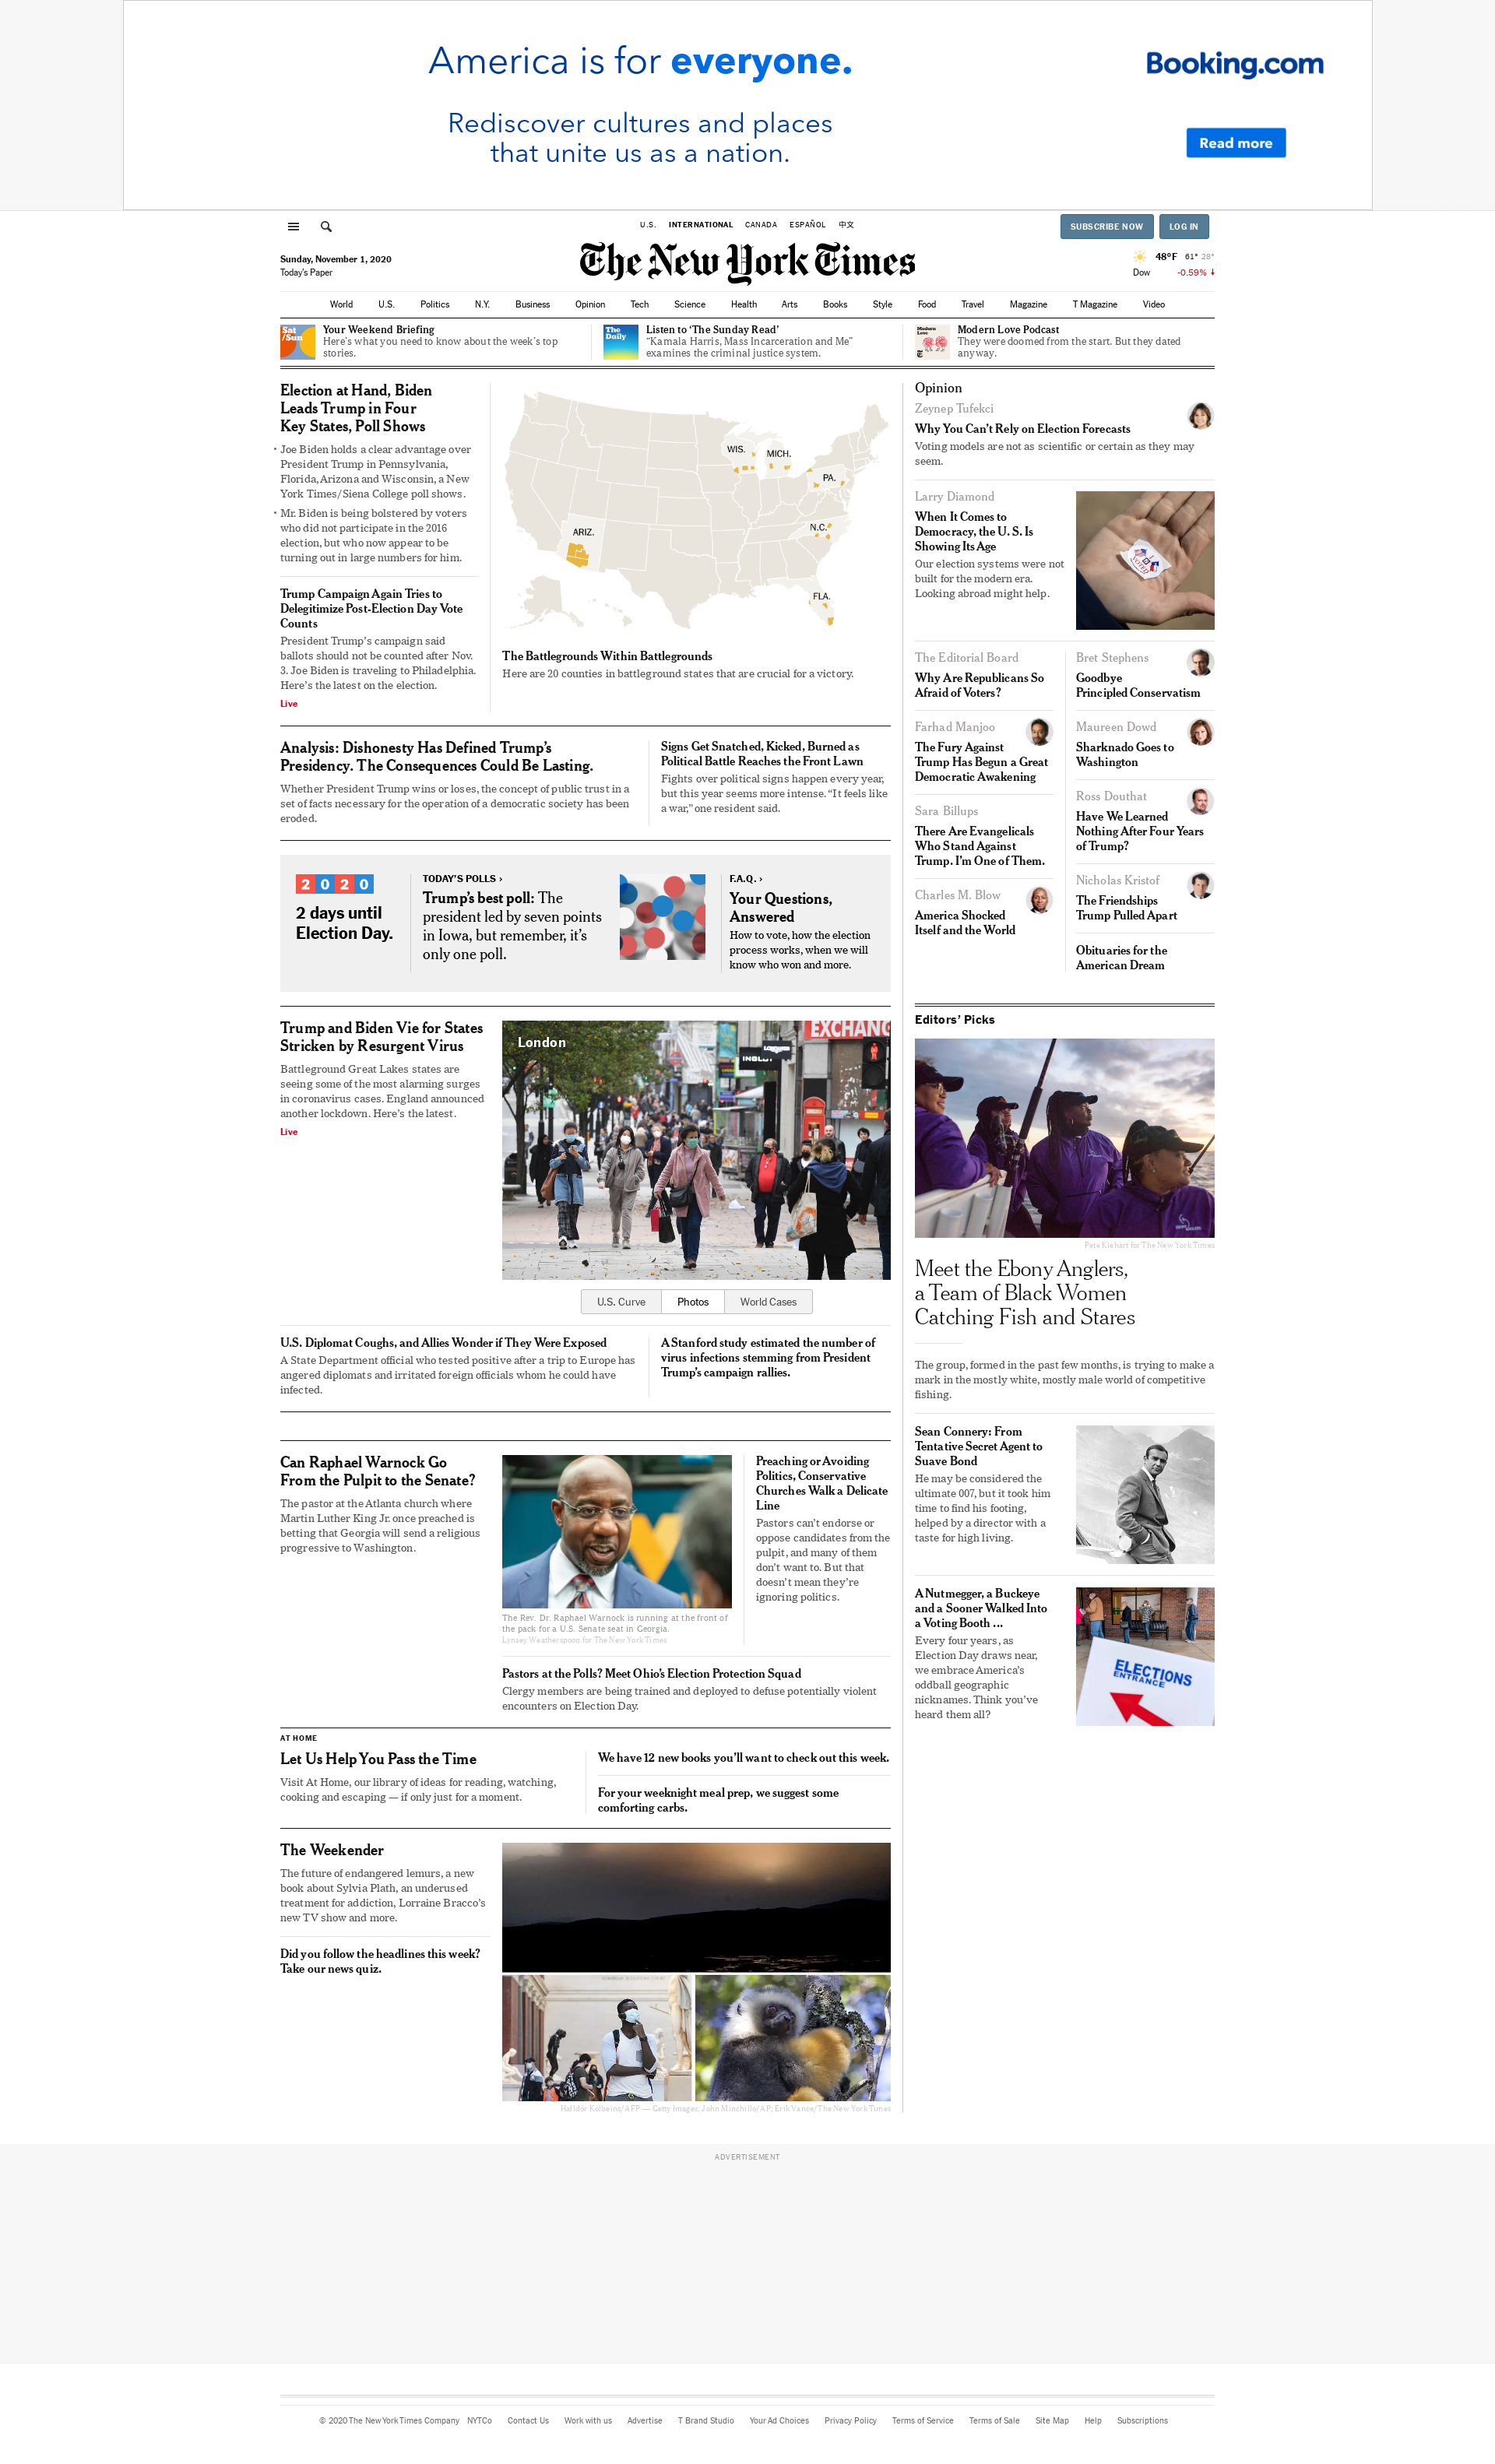 America is for everyone.
Booking.com
Rediscover cultures and places
that unite us as a nation.
Read more
U.S. INTERNATIONAL CANADA ESPAÑOL 中文
SUBSCRIBE NOW
LOG IN
Sunday, November 1, 2020
Today's Paper
The New York Times
48°F 61° 28°
Dow -0.59%
World U.S. Politics N.Y. Business Opinion Tech Science Health Arts Books Style Food Travel Magazine T Magazine Video
Sat/
Sun
Your Weekend Briefing
Here's what you need to know about the week's top
stories.
The
Daily
Listen to ‘The Sunday Read’
“Kamala Harris, Mass Incarceration and Me”
examines the criminal justice system.
Modern
Love
Modern Love Podcast
They were doomed from the start. But they dated
anyway.
Election at Hand, Biden
Leads Trump in Four
Key States, Poll Shows
• Joe Biden holds a clear advantage over
President Trump in Pennsylvania,
Florida, Arizona and Wisconsin, a New
York Times/Siena College poll shows.
• Mr. Biden is being bolstered by voters
who did not participate in the 2016
election, but who now appear to be
turning out in large numbers for him.
Trump Campaign Again Tries to
Delegitimize Post-Election Day Vote
Counts
President Trump's campaign said
ballots should not be counted after Nov.
3. Joe Biden is traveling to Philadelphia.
Here's the latest on the election.
Live
WIS.
MICH.
PA.
N.C.
ARIZ.
FLA.
The Battlegrounds Within Battlegrounds
Here are 20 counties in battleground states that are crucial for a victory.
Analysis: Dishonesty Has Defined Trump's
Presidency. The Consequences Could Be Lasting.
Whether President Trump wins or loses, the concept of public trust in a
set of facts necessary for the operation of a democratic society has been
eroded.
Signs Get Snatched, Kicked, Burned as
Political Battle Reaches the Front Lawn
Fights over political signs happen every year,
but this year seems more intense. “It feels like
a war,” one resident said.
2020
2 days until
Election Day.
TODAY'S POLLS ›
Trump's best poll: The
president led by seven points
in Iowa, but remember, it's
only one poll.
F.A.Q. ›
Your Questions,
Answered
How to vote, how the election
process works, when we will
know who won and more.
Trump and Biden Vie for States
Stricken by Resurgent Virus
Battleground Great Lakes states are
seeing some of the most alarming surges
in coronavirus cases. England announced
another lockdown. Here's the latest.
Live
London
EXCHANG
U.S. Curve
Photos
World Cases
U.S. Diplomat Coughs, and Allies Wonder if They Were Exposed
A State Department official who tested positive after a trip to Europe has
angered diplomats and irritated foreign officials whom he could have
infected.
A Stanford study estimated the number of
virus infections stemming from President
Trump's campaign rallies.
Can Raphael Warnock Go
From the Pulpit to the Senate?
The pastor at the Atlanta church where
Martin Luther King Jr. once preached is
betting that Georgia will send a religious
progressive to Washington.
The Rev. Dr. Raphael Warnock is running at the front of
the pack for a U.S. Senate seat in Georgia.
Lynsey Weatherspoon for The New York Times
Preaching or Avoiding
Politics, Conservative
Churches Walk a Delicate
Line
Pastors can't endorse or
oppose candidates from the
pulpit, and many of them
don't want to. But that
doesn't mean they're
ignoring politics.
Pastors at the Polls? Meet Ohio's Election Protection Squad
Clergy members are being trained and deployed to defuse potentially violent
encounters on Election Day.
AT HOME
Let Us Help You Pass the Time
Visit At Home, our library of ideas for reading, watching,
cooking and escaping — if only just for a moment.
We have 12 new books you'll want to check out this week.
For your weeknight meal prep, we suggest some
comforting carbs.
The Weekender
The future of endangered lemurs, a new
book about Sylvia Plath, an underused
treatment for addiction, Lorraine Bracco's
new TV show and more.
Did you follow the headlines this week?
Take our news quiz.
Halldór Kolbeins/AFP — Getty Images; John Minchillo/AP; Erik Vance/The New York Times
Opinion
Zeynep Tufekci
Why You Can't Rely on Election Forecasts
Voting models are not as scientific or certain as they may
seem.
Larry Diamond
When It Comes to
Democracy, the U. S. Is
Showing Its Age
Our election systems were not
built for the modern era.
Looking abroad might help.
The Editorial Board
Why Are Republicans So
Afraid of Voters?
Farhad Manjoo
The Fury Against
Trump Has Begun a Great
Democratic Awakening
Sara Billups
There Are Evangelicals
Who Stand Against
Trump. I'm One of Them.
Charles M. Blow
America Shocked
Itself and the World
Bret Stephens
Goodbye
Principled Conservatism
Maureen Dowd
Sharknado Goes to
Washington
Ross Douthat
Have We Learned
Nothing After Four Years
of Trump?
Nicholas Kristof
The Friendships
Trump Pulled Apart
Obituaries for the
American Dream
Editors' Picks
Pete Kiehart for The New York Times
Meet the Ebony Anglers,
a Team of Black Women
Catching Fish and Stares
The group, formed in the past few months, is trying to make a
mark in the mostly white, mostly male world of competitive
fishing.
Sean Connery: From
Tentative Secret Agent to
Suave Bond
He may be considered the
ultimate 007, but it took him
time to find his footing,
helped by a director with a
taste for high living.
A Nutmegger, a Buckeye
and a Sooner Walked Into
a Voting Booth ...
Every four years, as
Election Day draws near,
we embrace America's
oddball geographic
nicknames. Think you've
heard them all?
ELECTIONS
ENTRANCE
ADVERTISEMENT
© 2020 The New York Times Company NYTCo Contact Us Work with us Advertise T Brand Studio Your Ad Choices Privacy Policy Terms of Service Terms of Sale Site Map Help Subscriptions